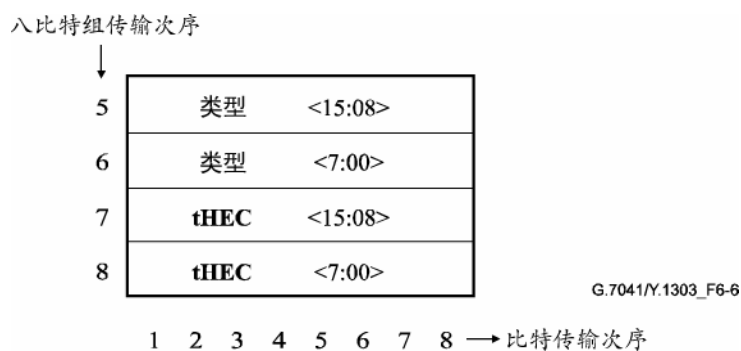 八比特组传输次序
5 类型 <15:08>
6 类型 <7:00>
7 tHEC <15:08>
8 tHEC <7:00>
G.7041/Y.1303_F6-6
1 2 3 4 5 6 7 8 比特传输次序